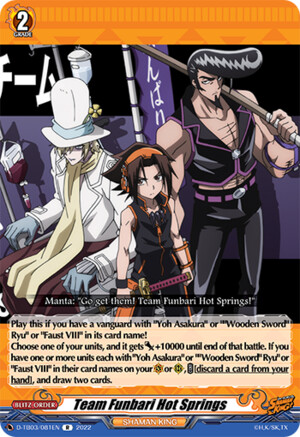 2
GRADE
チーム
んばり
Manta: "Go get them! Team Funbari Hot Springs!"
Play this if you have a vanguard with "Yoh Asakura" or ""Wooden Sword"
Ryu" or "Faust VIII" in its card name!
Choose one of your units, and it gets +10000 until end of that battle. If you
have one or more units each with "Yoh Asakura" or ""Wooden Sword" Ryu"
or "Faust VIII" in their card names on your or , [discard a card from your
hand], and draw two cards.
BLITZ ORDER
Team Funbari Hot Springs
D-TB03/081EN R 2022
SHAMAN KING
©H.T.,K/SK,TX